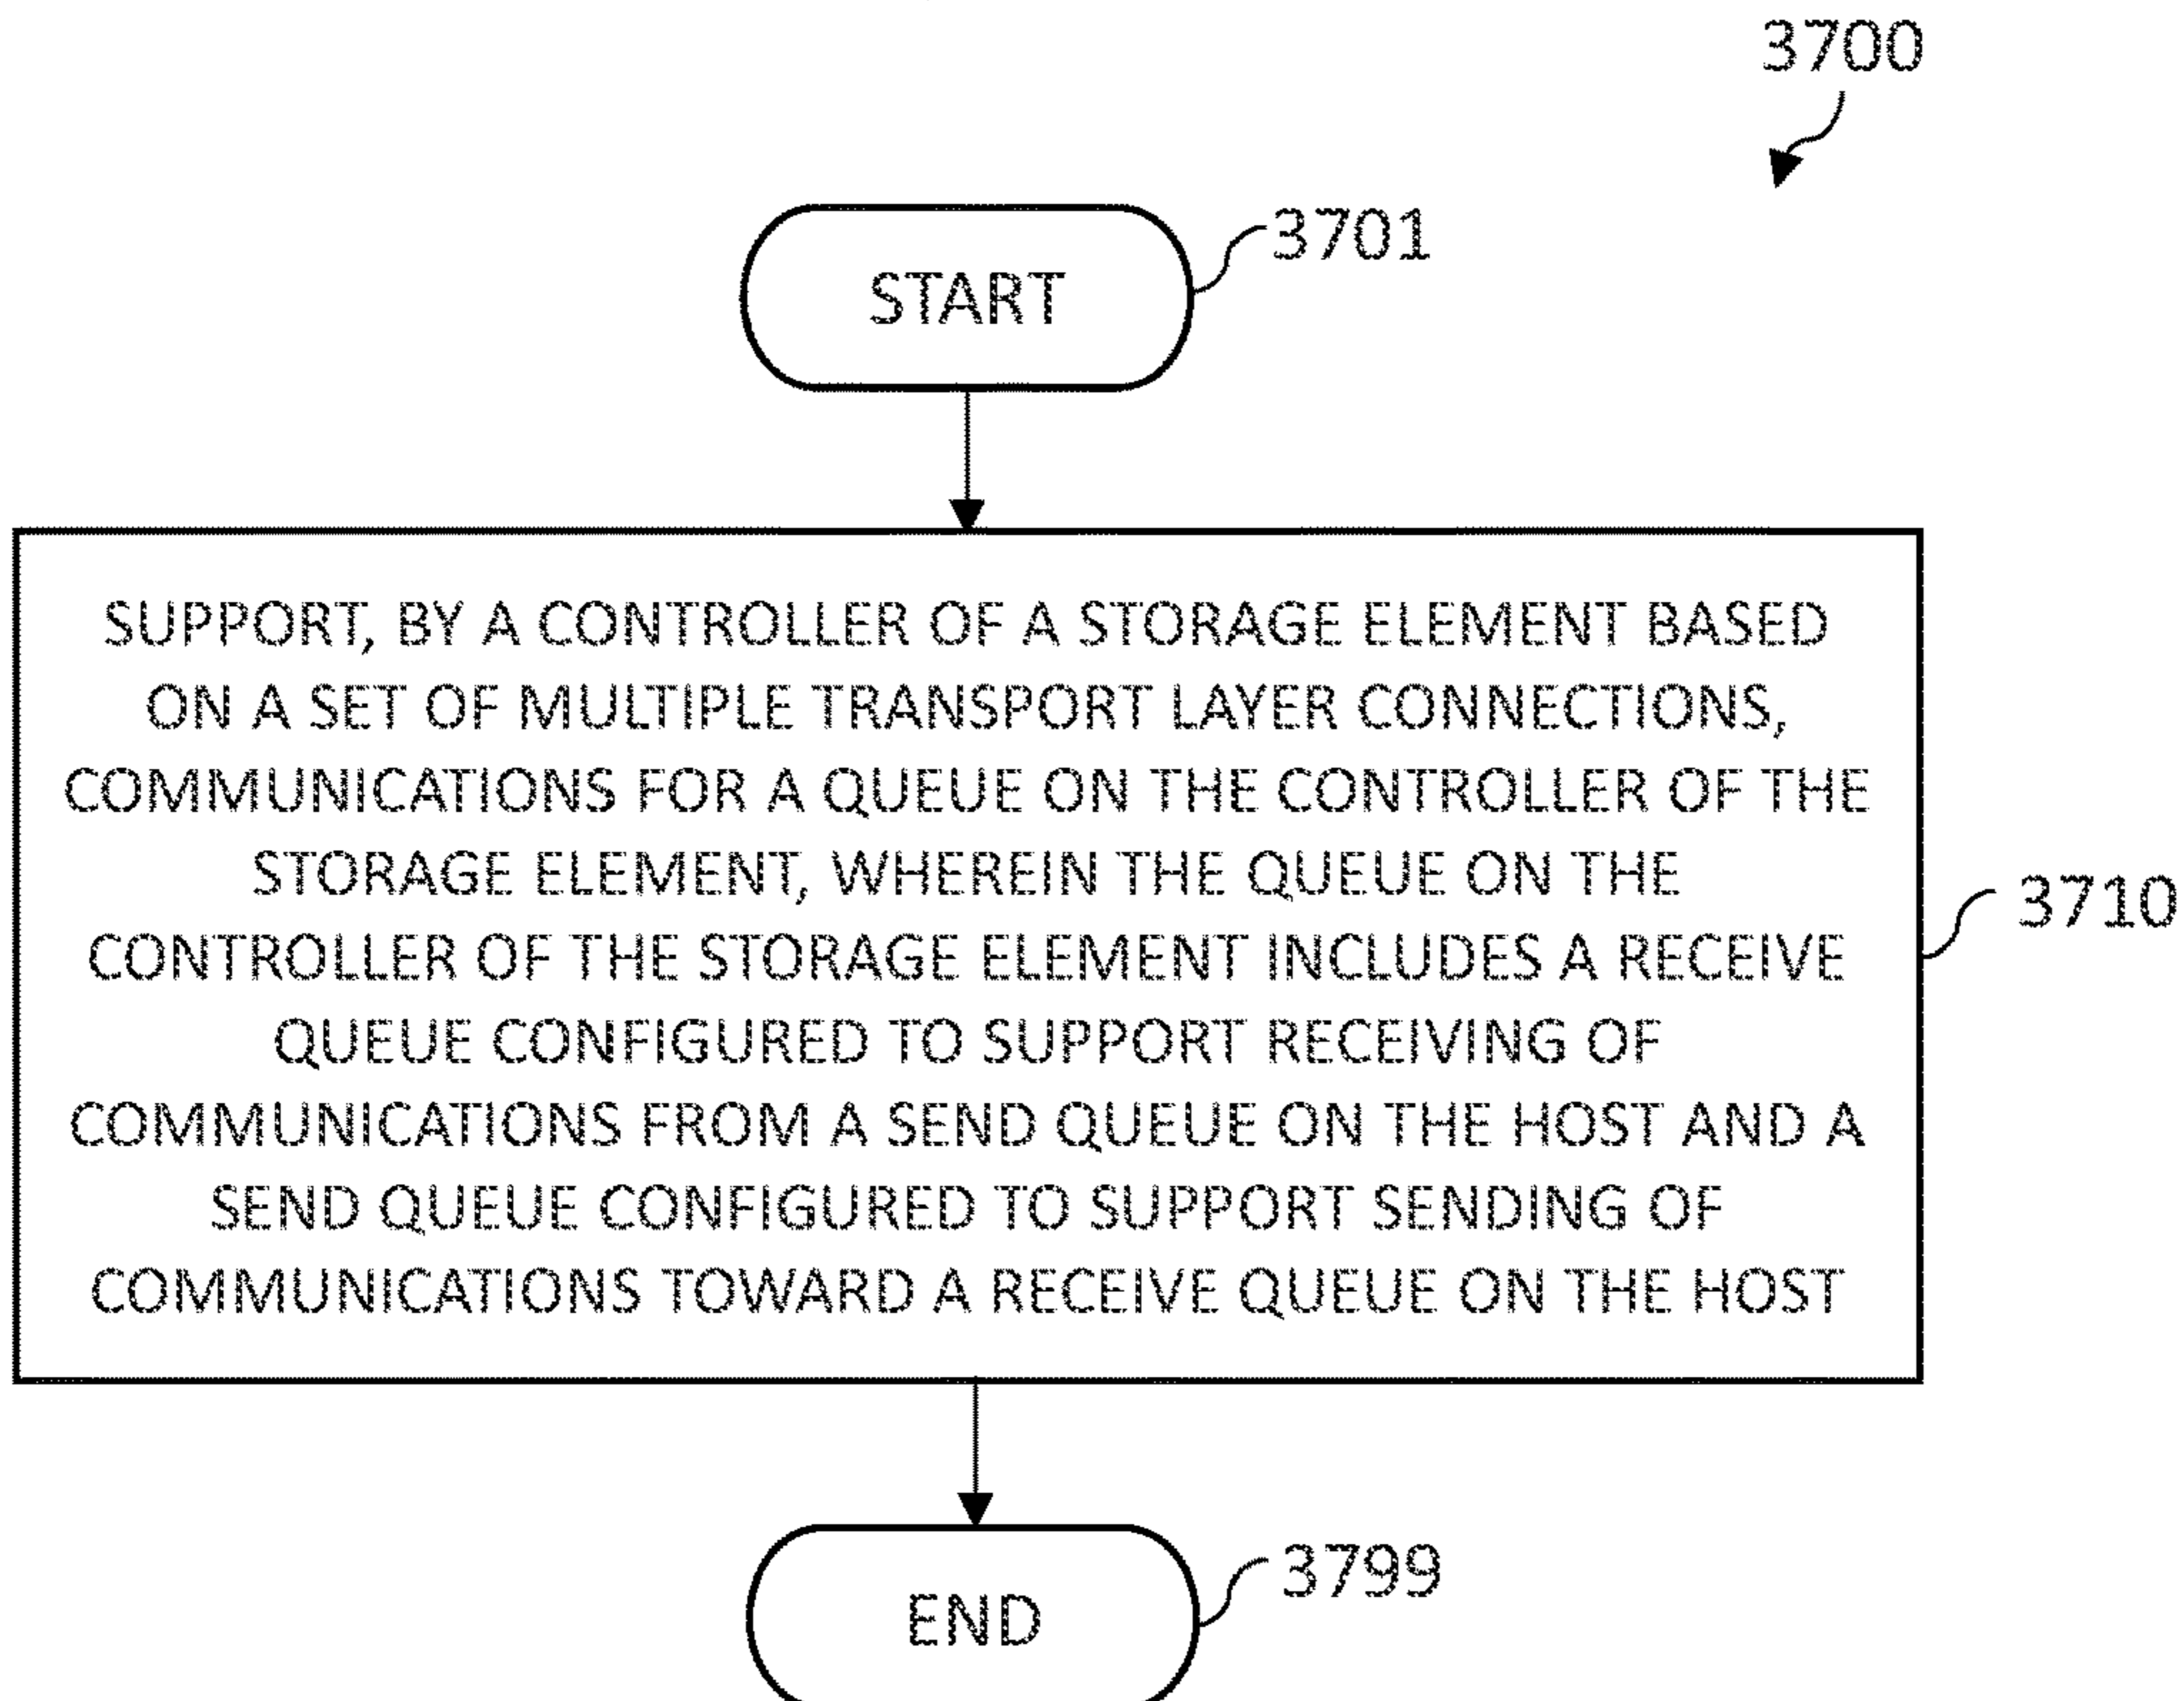 3700
3701
START
SUPPORT, BY A CONTROLLER OF A STORAGE ELEMENT BASED
ON A SET OF MULTIPLE TRANSPORT LAYER CONNECTIONS,
COMMUNICATIONS FOR A QUEUE ON THE CONTROLLER OF THE
STORAGE ELEMENT, WHEREIN THE QUEUE ON THE
CONTROLLER OF THE STORAGE ELEMENT INCLUDES A RECEIVE
QUEUE CONFIGURED TO SUPPORT RECEIVING OF
COMMUNICATIONS FROM A SEND QUEUE ON THE HOST AND A
SEND QUEUE CONFIGURED TO SUPPORT SENDING OF
COMMUNICATIONS TOWARD A RECEIVE QUEUE ON THE HOST
3710
3799
END